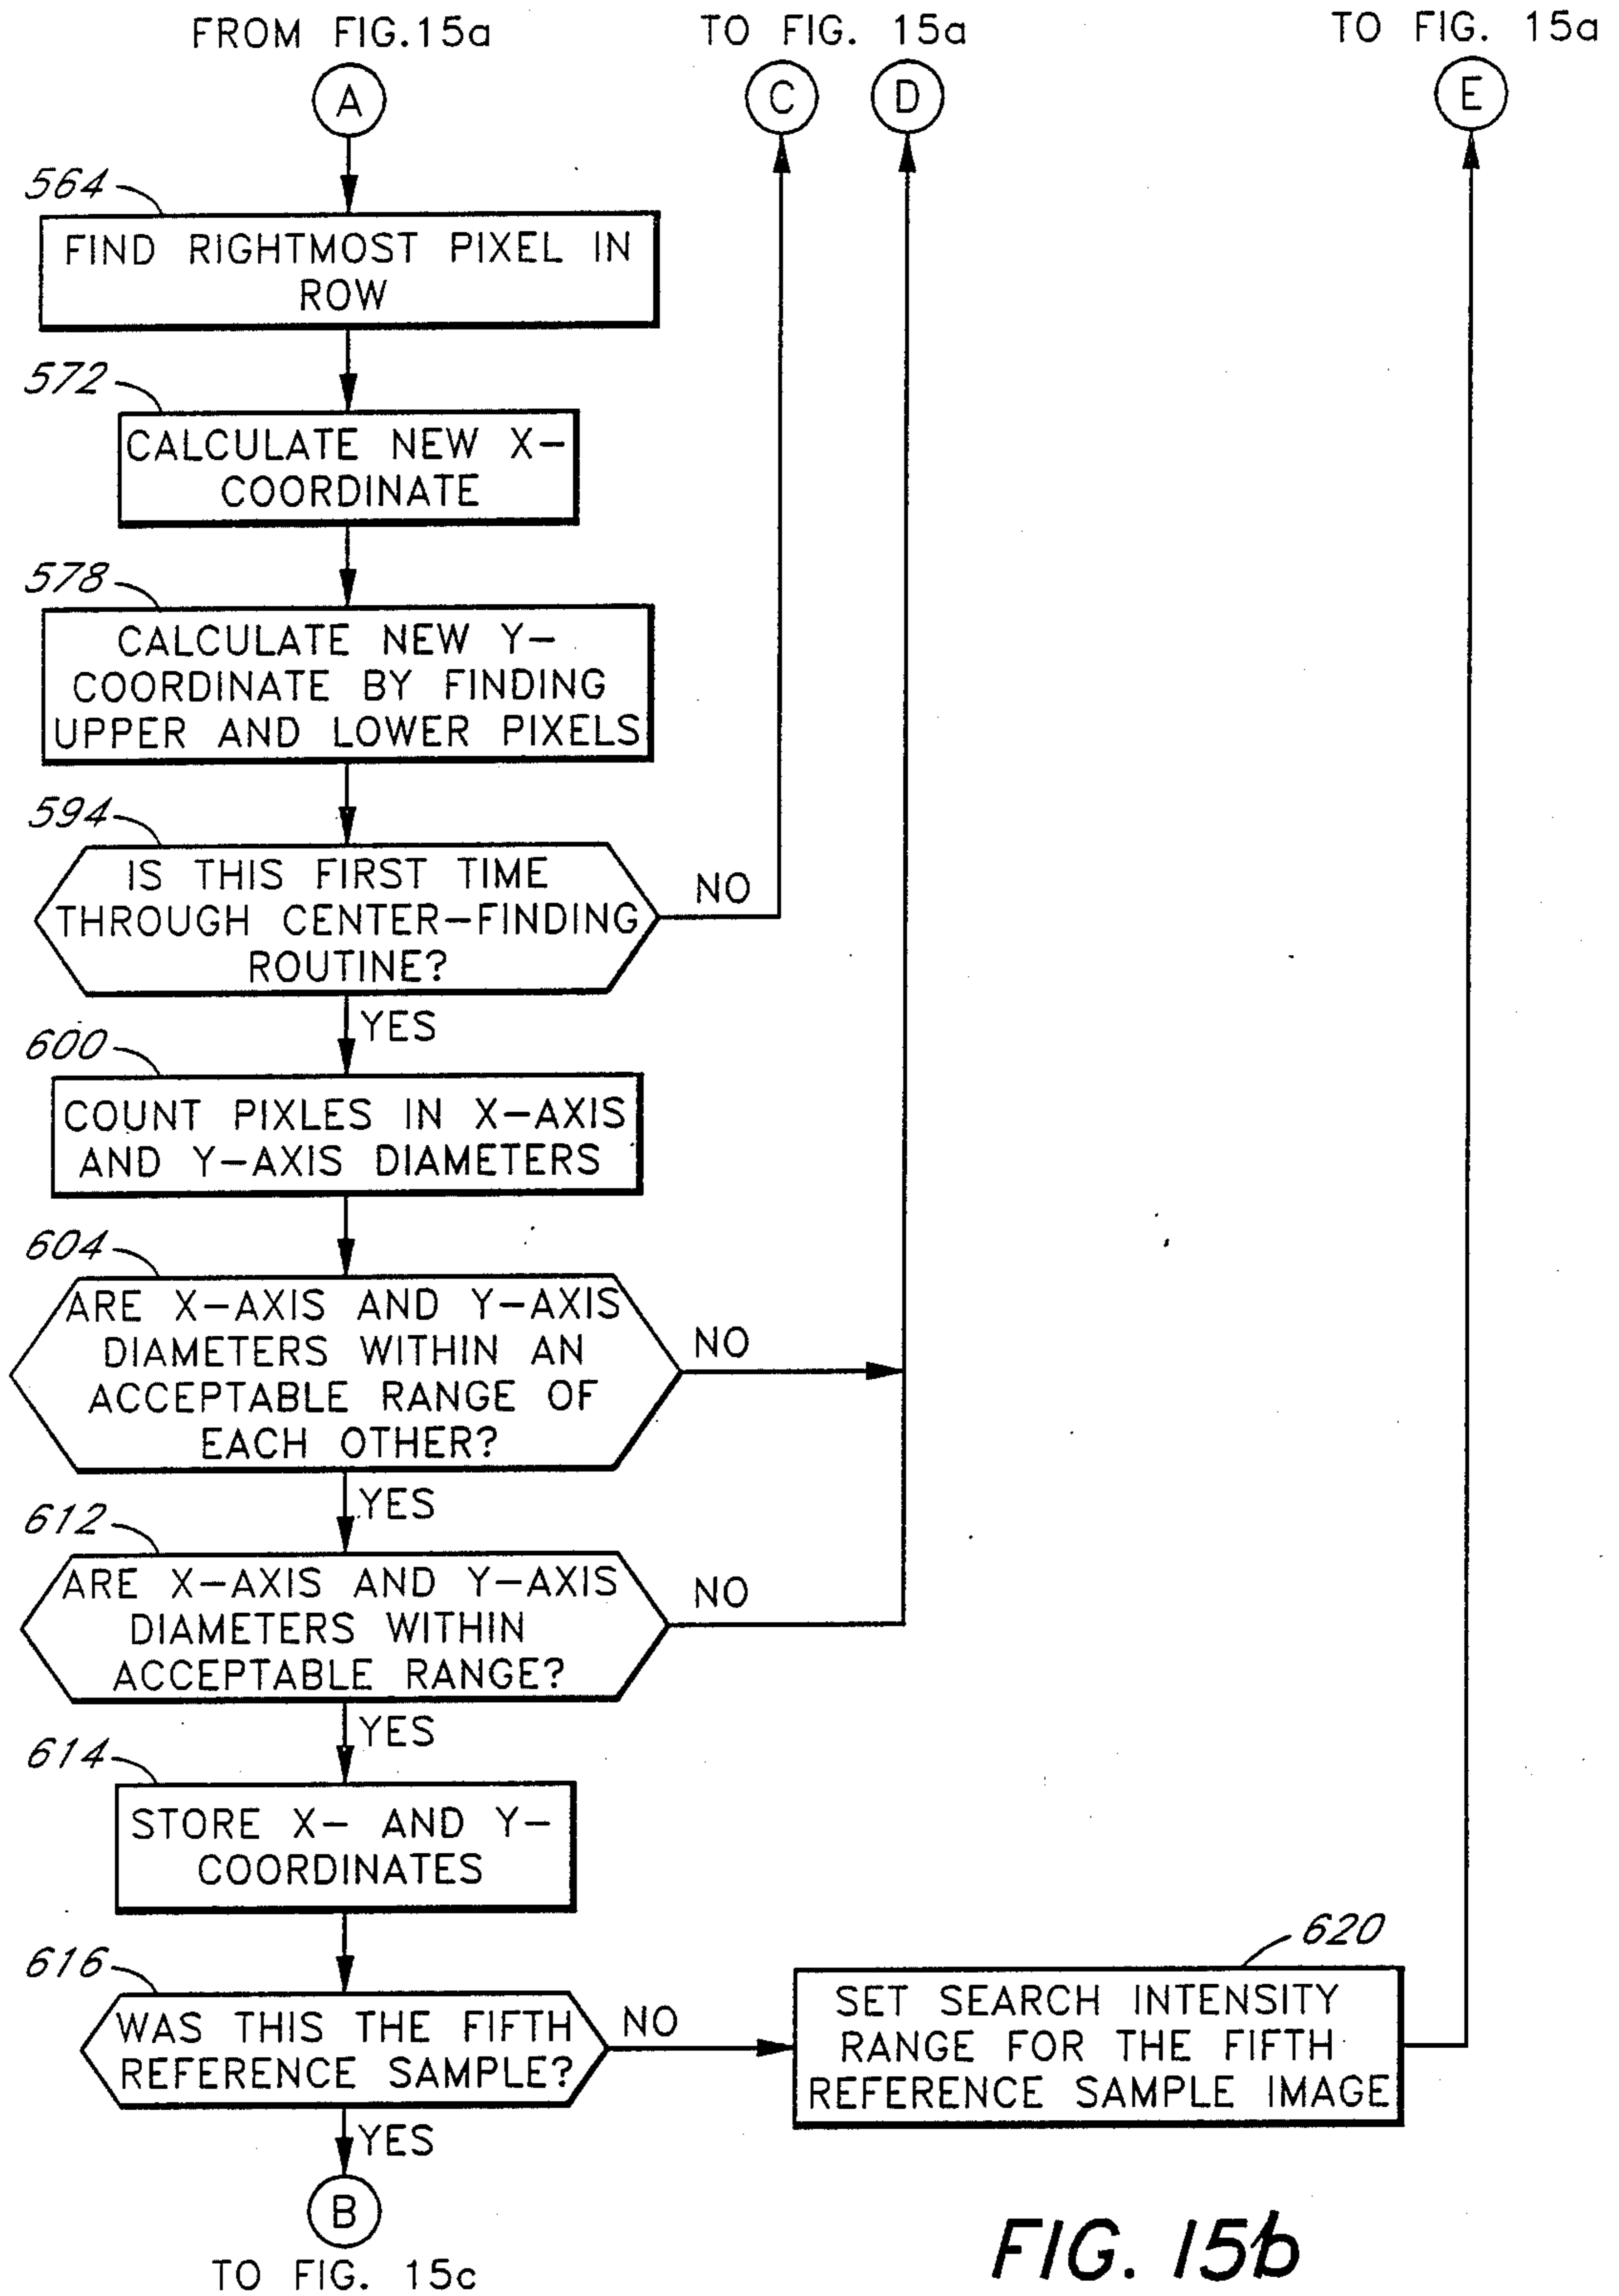 FROM FIG.15a
TO FIG. 15a
TO FIG. 15a
A
C
D
E
564
FIND RIGHTMOST PIXEL IN
ROW
572
CALCULATE NEW X-
COORDINATE
578
CALCULATE NEW Y-
COORDINATE BY FINDING
UPPER AND LOWER PIXELS
594
IS THIS FIRST TIME
THROUGH CENTER-FINDING
ROUTINE?
NO
YES
600
COUNT PIXLES IN X-AXIS
AND Y-AXIS DIAMETERS
604
ARE X-AXIS AND Y-AXIS
DIAMETERS WITHIN AN
ACCEPTABLE RANGE OF
EACH OTHER?
NO
YES
612
ARE X-AXIS AND Y-AXIS
DIAMETERS WITHIN
ACCEPTABLE RANGE?
NO
YES
614
STORE X- AND Y-
COORDINATES
616
WAS THIS THE FIFTH
REFERENCE SAMPLE?
NO
620
SET SEARCH INTENSITY
RANGE FOR THE FIFTH
REFERENCE SAMPLE IMAGE
YES
B
TO FIG. 15c
FIG. 15b